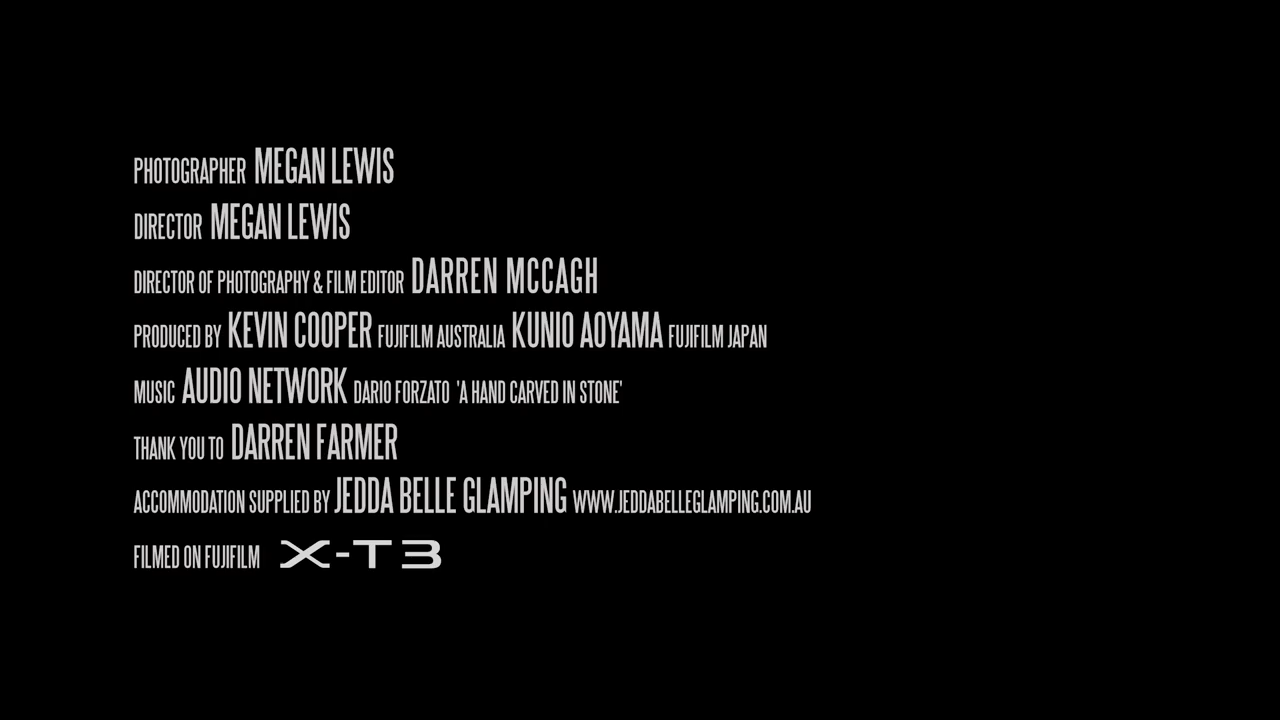 PHOTOGRAPHER MEGAN LEWIS
DIRECTOR MEGAN LEWIS
DIRECTOR OF PHOTOGRAPHY & FILM EDITOR DARREN MCCAGH
PRODUCED BY KEVIN COOPER FUJIFILM AUSTRALIA KUNIO AOYAMA FUJIFILM JAPAN
MUSIC AUDIO NETWORK DARIO FORZATO 'A HAND CARVED IN STONE'
THANK YOU TO DARREN FARMER
ACCOMMODATION SUPPLIED BY JEDDA BELLE GLAMPING WWW.JEDDABELLEGLAMPING.COM.AU
FILMED ON FUJIFILM X-T3